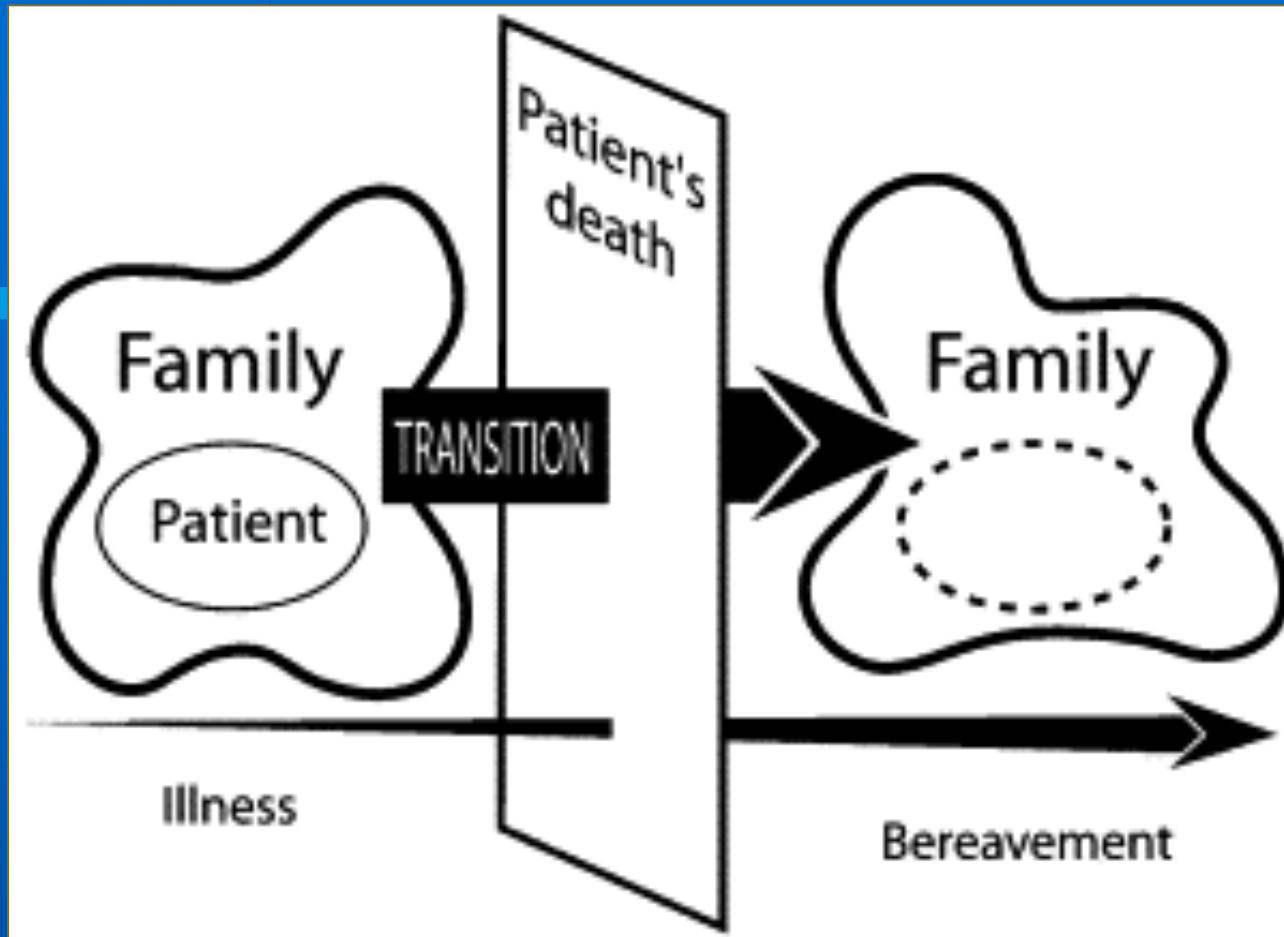 Patient's
death
Family
Family
TRANSITION
Patient
Illness
Bereavement